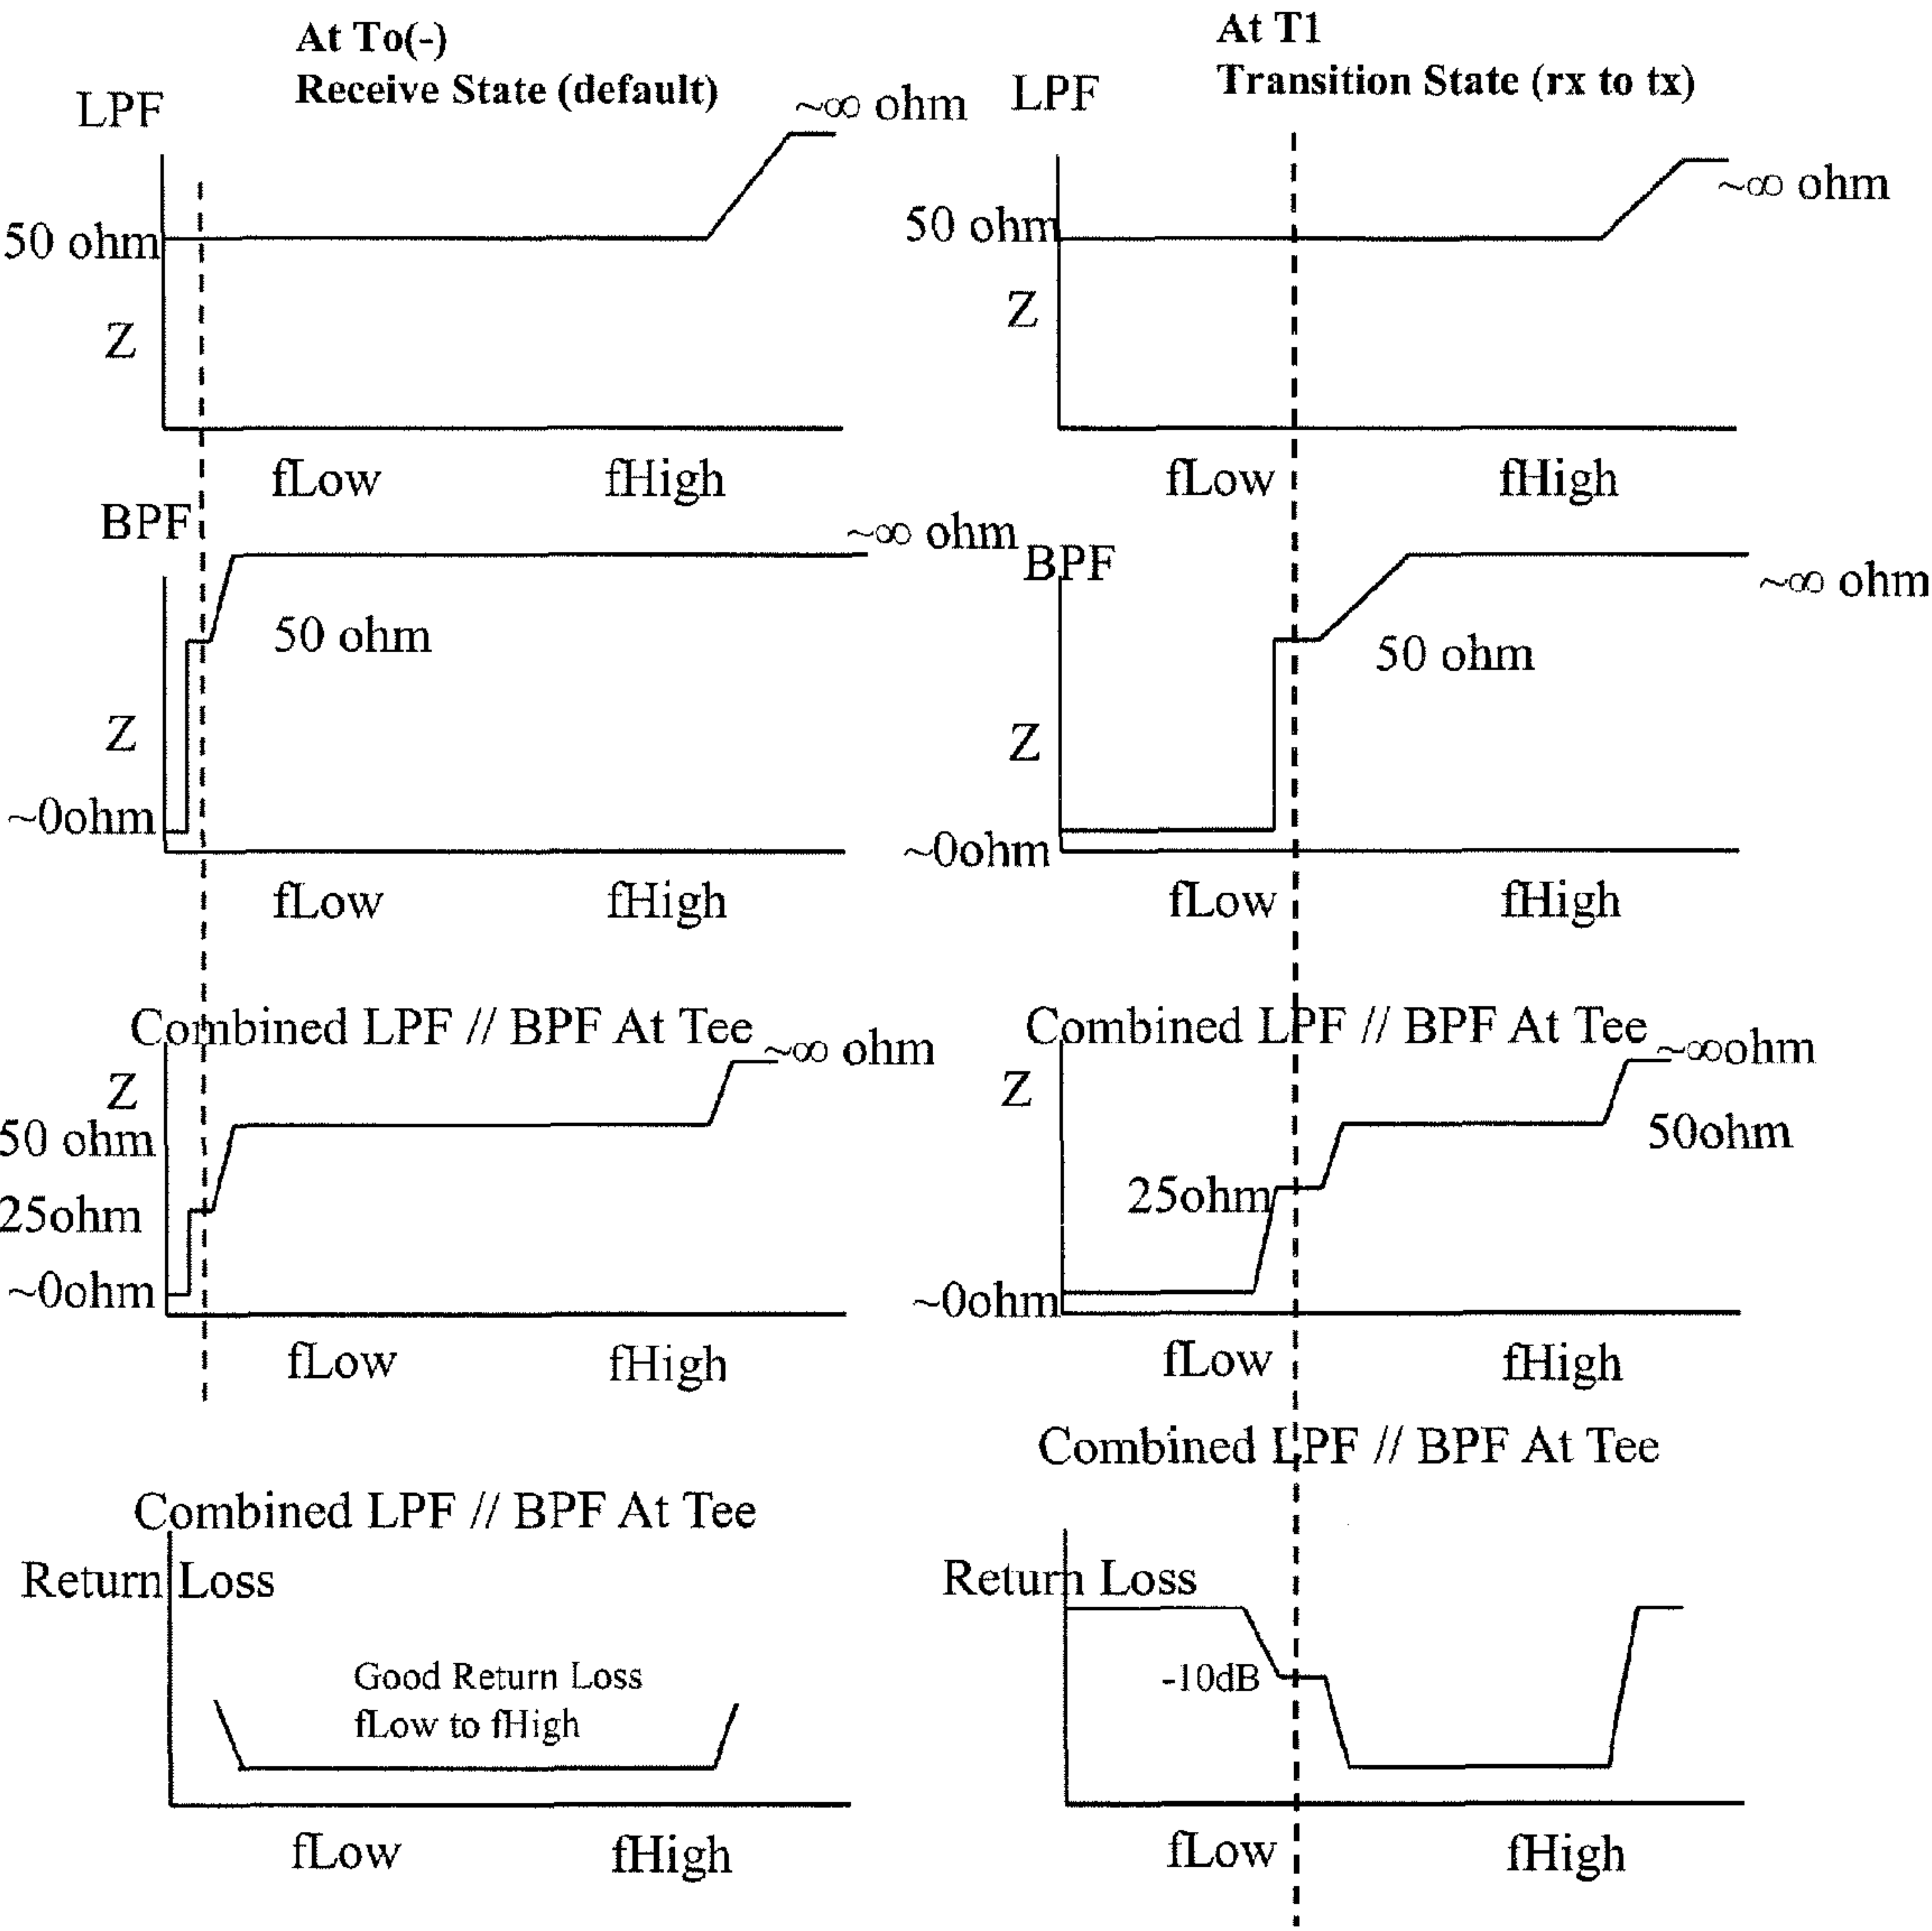 At To(-)
Receive State (default)
LPF
~∞ ohm
50 ohm
Z
fLow fHigh
BPF
~∞ ohm
50 ohm
Z
~0ohm
fLow fHigh
Combined LPF // BPF At Tee
~∞ ohm
Z
50 ohm
25ohm
~0ohm
fLow fHigh
Combined LPF // BPF At Tee
Return Loss
Good Return Loss
fLow to fHigh
fLow fHigh
At T1
Transition State (rx to tx)
LPF
~∞ ohm
50 ohm
Z
fLow fHigh
BPF
~∞ ohm
50 ohm
Z
~0ohm
fLow fHigh
Combined LPF // BPF At Tee
~∞ohm
Z
50ohm
25ohm
~0ohm
fLow fHigh
Combined LPF // BPF At Tee
Return Loss
-10dB
fLow fHigh